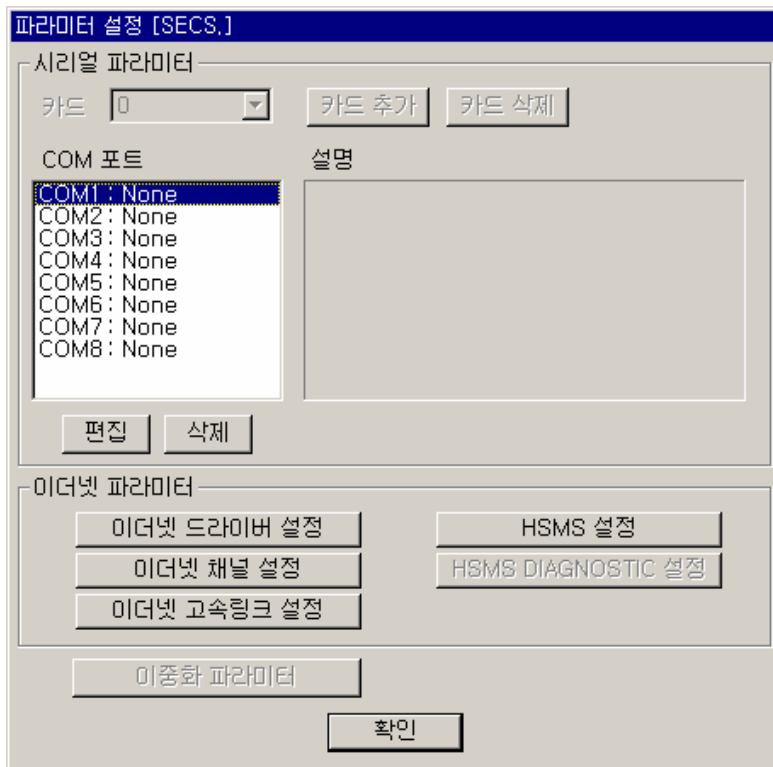 파라미터 설정 [SECS.]
시리얼 파라미터
카드 0 카드 추가 카드 삭제
COM 포트 설명
COM1 : None
COM2 : None
COM3 : None
COM4 : None
COM5 : None
COM6 : None
COM7 : None
COM8 : None
편집 삭제
이더넷 파라미터
이더넷 드라이버 설정 HSMS 설정
이더넷 채널 설정 HSMS DIAGNOSTIC 설정
이더넷 고속링크 설정
이중화 파라미터
확인